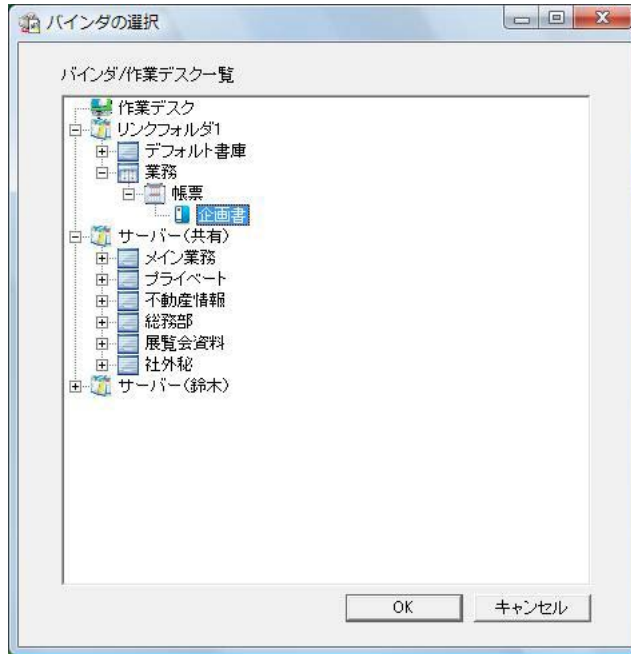 バインダの選択
バインダ/作業デスク一覧
作業デスク
リンクフォルダ1
デフォルト書庫
業務
帳票
企画書
サーバー(共有)
メイン業務
プライベート
不動産情報
総務部
展覧会資料
社外秘
サーバー(鈴木)
OK
キャンセル